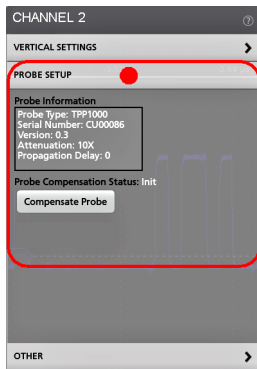 CHANNEL 2
VERTICAL SETTINGS
PROBE SETUP
Probe Information
Probe Type: TPP1000
Serial Number: CU00086
Version: 0.3
Attenuation: 10X
Propagation Delay: 0
Probe Compensation Status: Init
Compensate Probe
OTHER